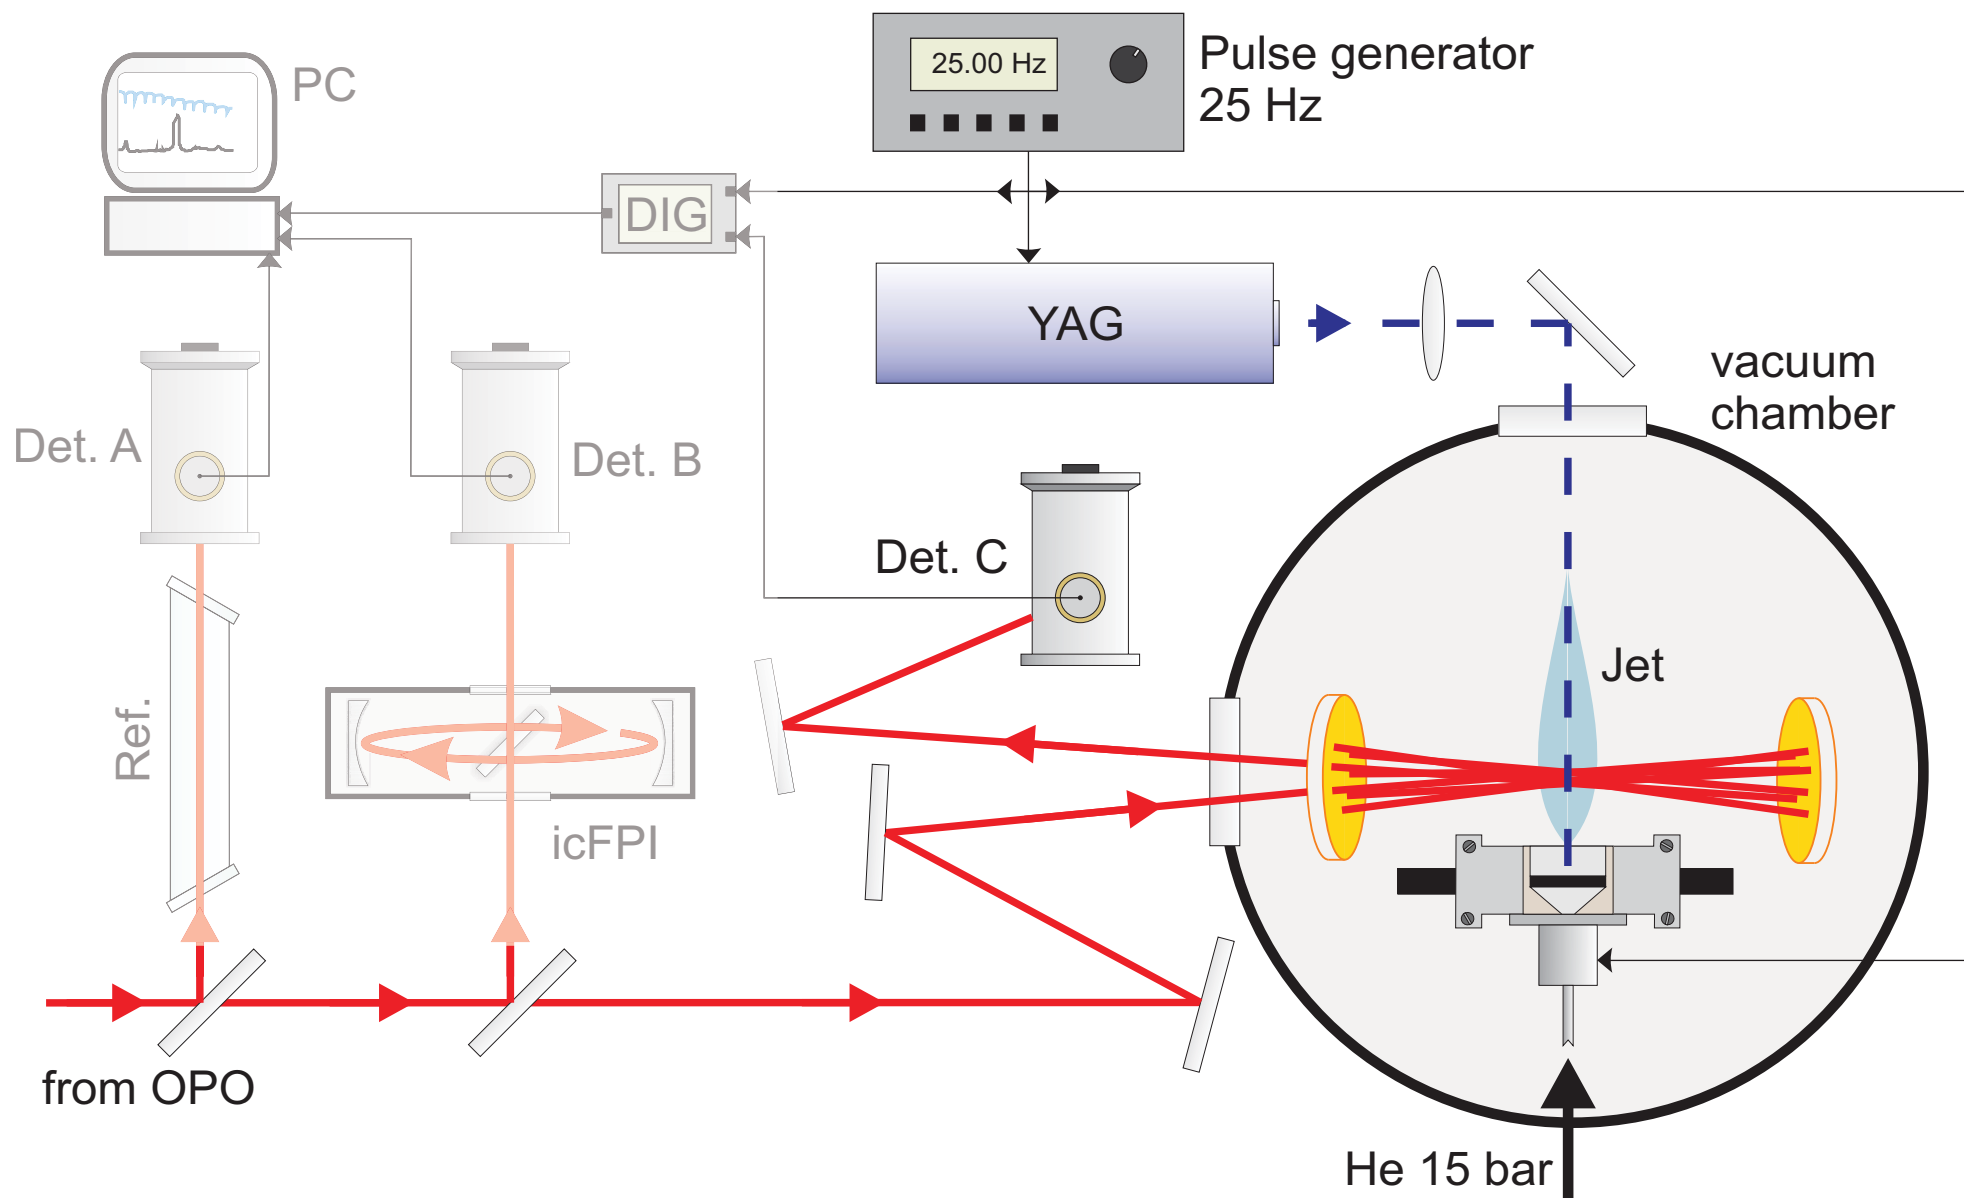 PC
25.00 Hz
Pulse generator
25 Hz
DIG
YAG
vacuum
chamber
Det. A
Det. B
Det. C
Jet
Ref.
icFPI
from OPO
He 15 bar